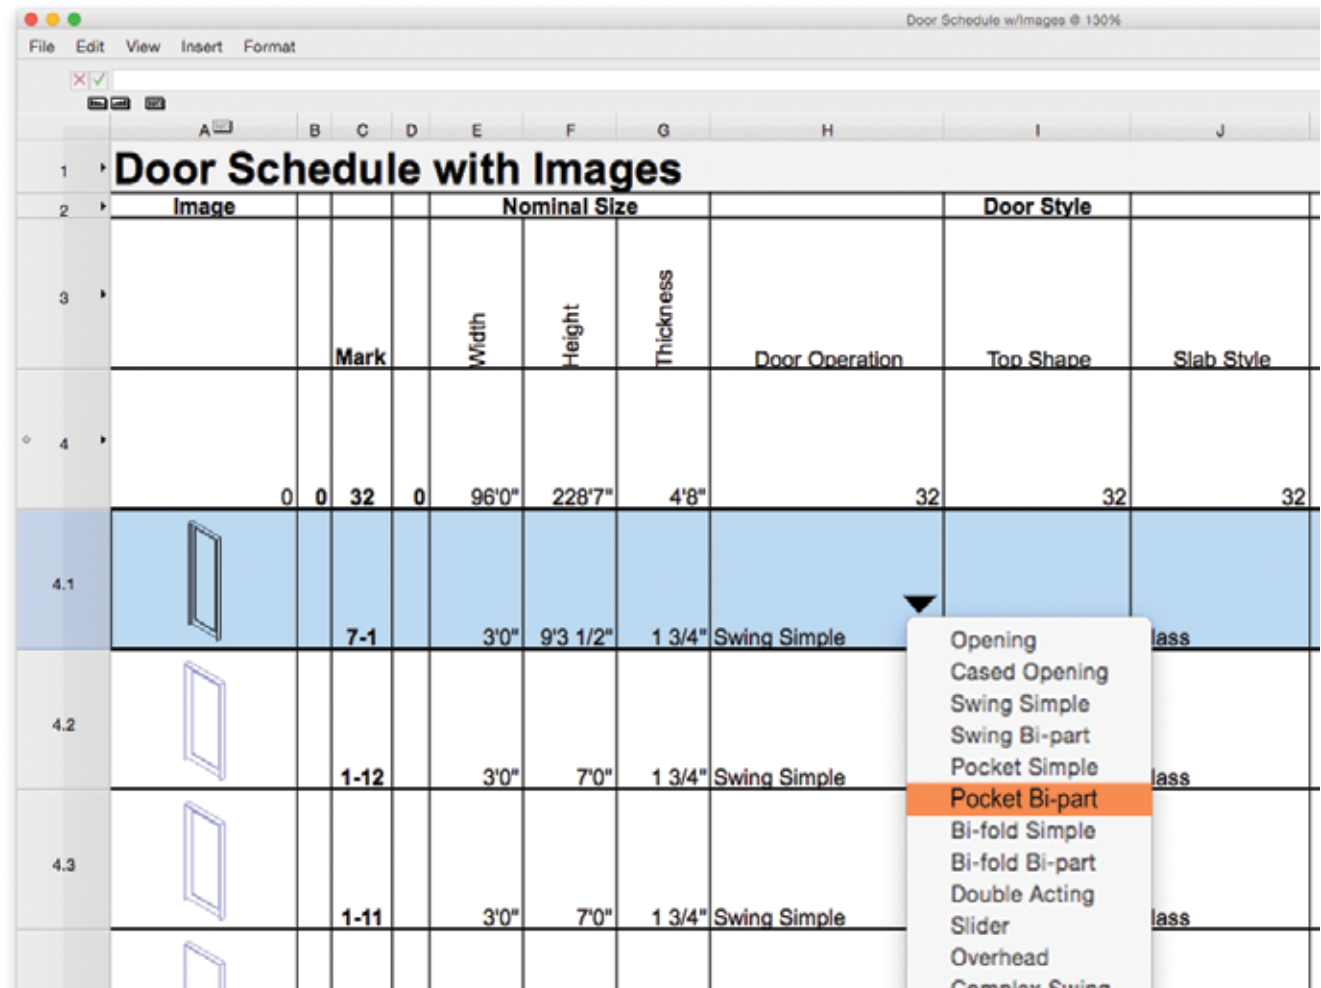 Door Schedule w/Images @ 130%
File Edit View Insert Format
A B C D E F G H I J
1 Door Schedule with Images
2 Image Nominal Size Door Style
3 Mark Width Height Thickness Door Operation Top Shape Slab Style
4 0 0 32 0 96'0" 228'7" 4'8" 32 32 32
4.1 7-1 3'0" 9'3 1/2" 1 3/4" Swing Simple lass
Opening
Cased Opening
Swing Simple
Swing Bi-part
Pocket Simple
Pocket Bi-part
Bi-fold Simple
Bi-fold Bi-part
Double Acting
Slider
Overhead
Complex Swing
4.2 1-12 3'0" 7'0" 1 3/4" Swing Simple lass
4.3 1-11 3'0" 7'0" 1 3/4" Swing Simple lass